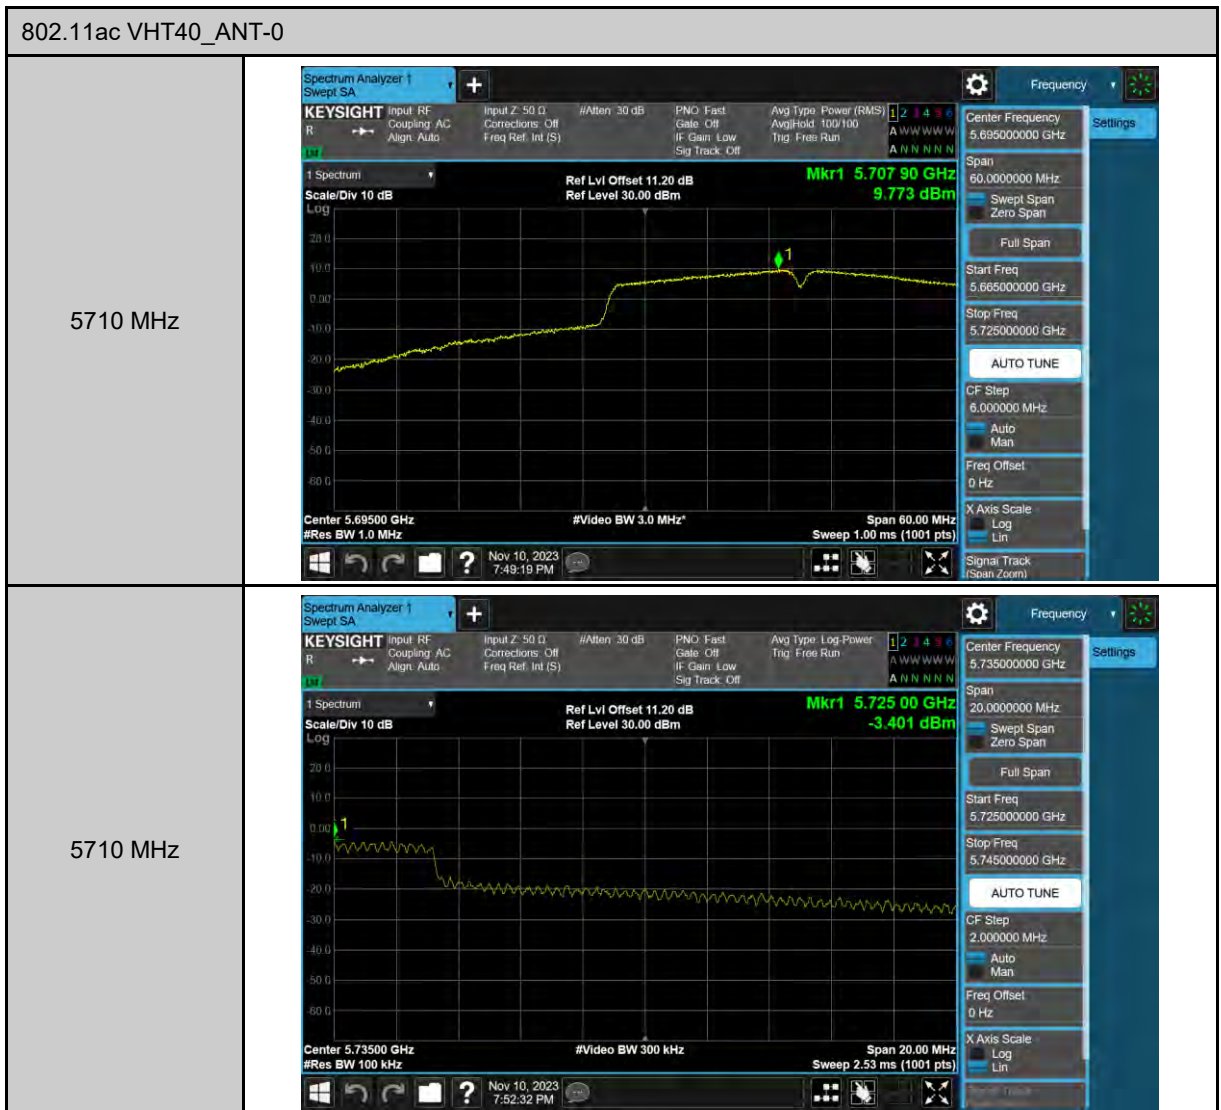 802.11ac VHT40_ANT-0
5710 MHz
Spectrum Analyzer 1
Swept SA
Frequency
KEYSIGHT
R
Input: RF
Coupling: AC
Align: Auto
Input Z: 50 Ω
Corrections: Off
Freq Ref: Int (S)
#Atten: 30 dB
PNO: Fast
Gate: Off
IF Gain: Low
Sig Track: Off
Avg Type: Power (RMS)
Avg|Hold: 100/100
Trig: Free Run
1 2 3 4 5 6
A W W W W W
A N N N N N
1 Spectrum
Scale/Div 10 dB
Log
Ref Lvl Offset 11.20 dB
Ref Level 30.00 dBm
Mkr1 5.707 90 GHz
9.773 dBm
20.0
10.0
0.00
-10.0
-20.0
-30.0
-40.0
-50.0
-60.0
1
Center 5.69500 GHz
#Res BW 1.0 MHz
#Video BW 3.0 MHz*
Span 60.00 MHz
Sweep 1.00 ms (1001 pts)
Nov 10, 2023
7:49:19 PM
Center Frequency
5.695000000 GHz
Settings
Span
60.0000000 MHz
Swept Span
Zero Span
Full Span
Start Freq
5.665000000 GHz
Stop Freq
5.725000000 GHz
AUTO TUNE
CF Step
6.000000 MHz
Auto
Man
Freq Offset
0 Hz
X Axis Scale
Log
Lin
Signal Track
(Span Zoom)
5710 MHz
Spectrum Analyzer 1
Swept SA
Frequency
KEYSIGHT
R
Input: RF
Coupling: AC
Align: Auto
Input Z: 50 Ω
Corrections: Off
Freq Ref: Int (S)
#Atten: 30 dB
PNO: Fast
Gate: Off
IF Gain: Low
Sig Track: Off
Avg Type: Log-Power
Trig: Free Run
1 2 3 4 5 6
A W W W W W
A N N N N N
1 Spectrum
Scale/Div 10 dB
Log
Ref Lvl Offset 11.20 dB
Ref Level 30.00 dBm
Mkr1 5.725 00 GHz
-3.401 dBm
20.0
10.0
0.00
-10.0
-20.0
-30.0
-40.0
-50.0
-60.0
1
Center 5.73500 GHz
#Res BW 100 kHz
#Video BW 300 kHz
Span 20.00 MHz
Sweep 2.53 ms (1001 pts)
Nov 10, 2023
7:52:32 PM
Center Frequency
5.735000000 GHz
Settings
Span
20.0000000 MHz
Swept Span
Zero Span
Full Span
Start Freq
5.725000000 GHz
Stop Freq
5.745000000 GHz
AUTO TUNE
CF Step
2.000000 MHz
Auto
Man
Freq Offset
0 Hz
X Axis Scale
Log
Lin